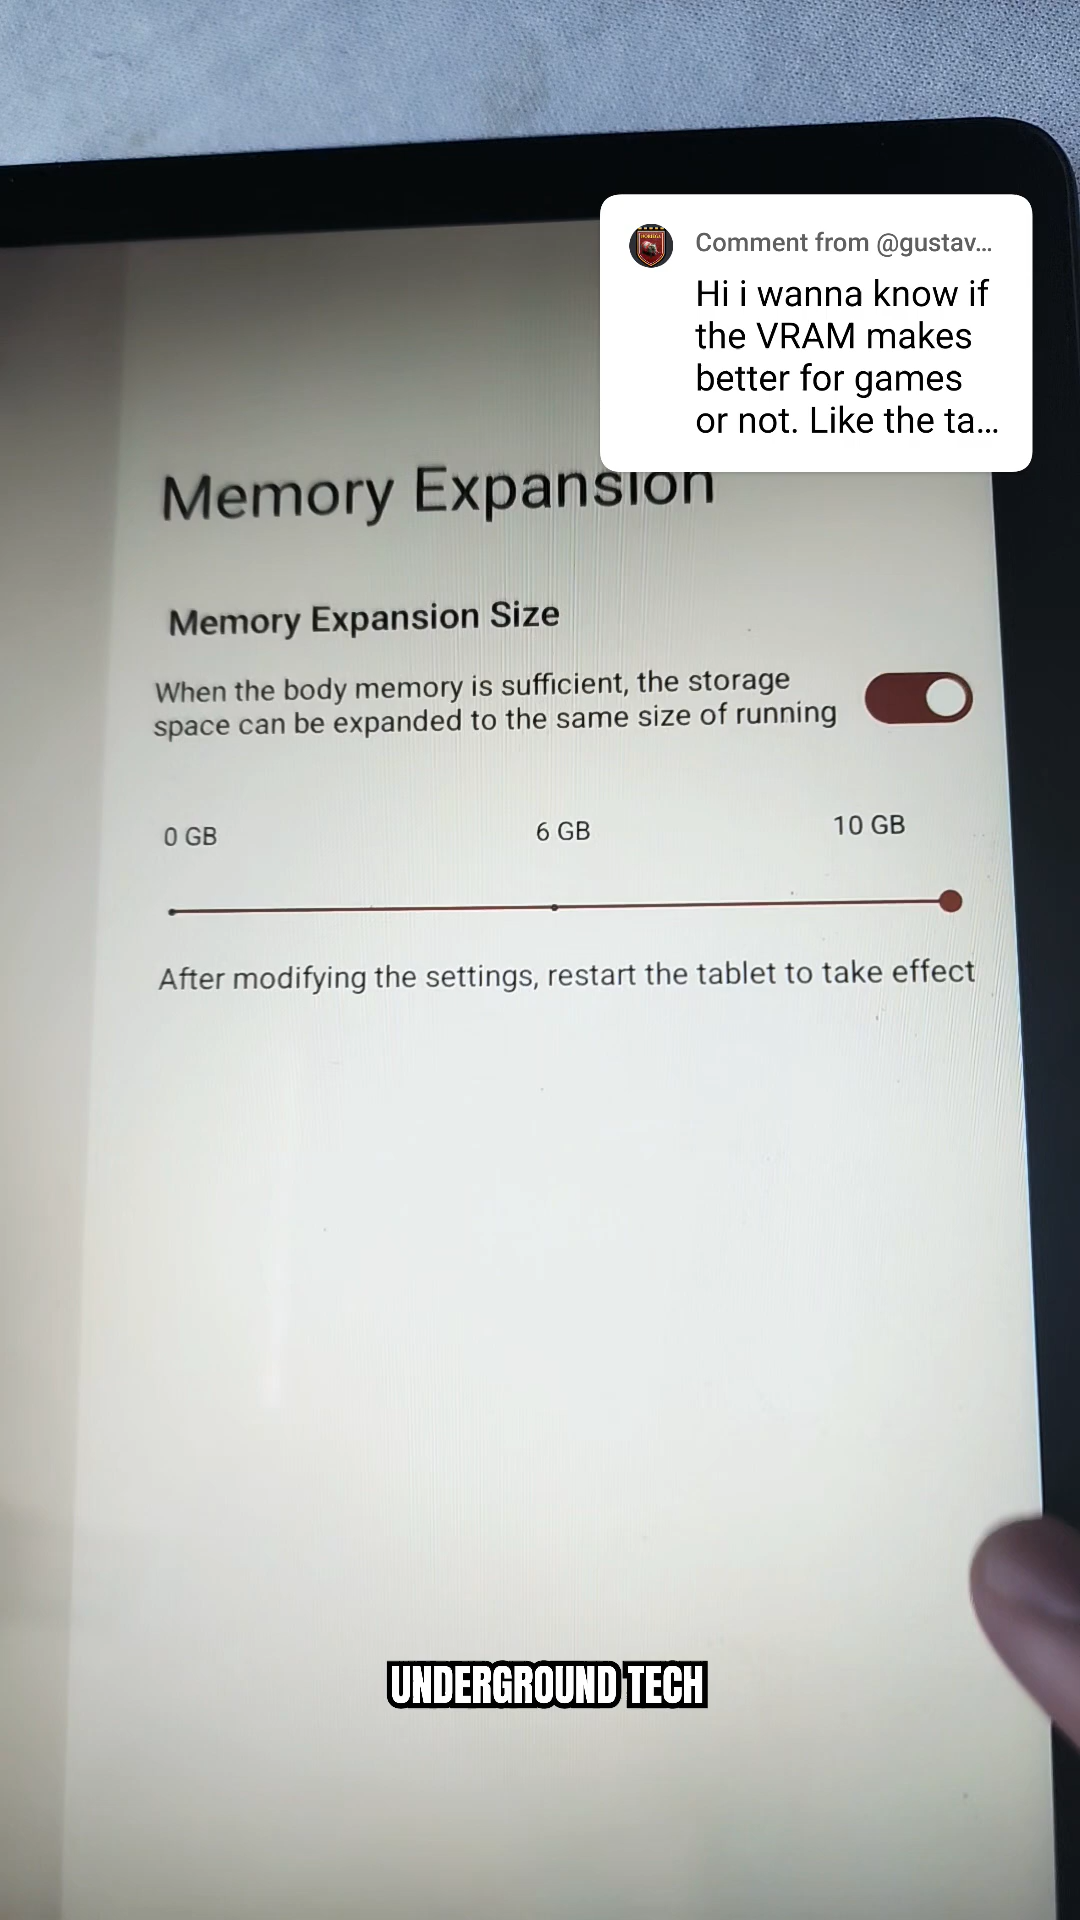 Comment from @gustav...
Hi i wanna know if
the VRAM makes
better for games
or not. Like the ta...
Memory Expansion
Memory Expansion Size
When the body memory is sufficient, the storage
space can be expanded to the same size of running
0 GB 6 GB 10 GB
After modifying the settings, restart the tablet to take effect
UNDERGROUND TECH